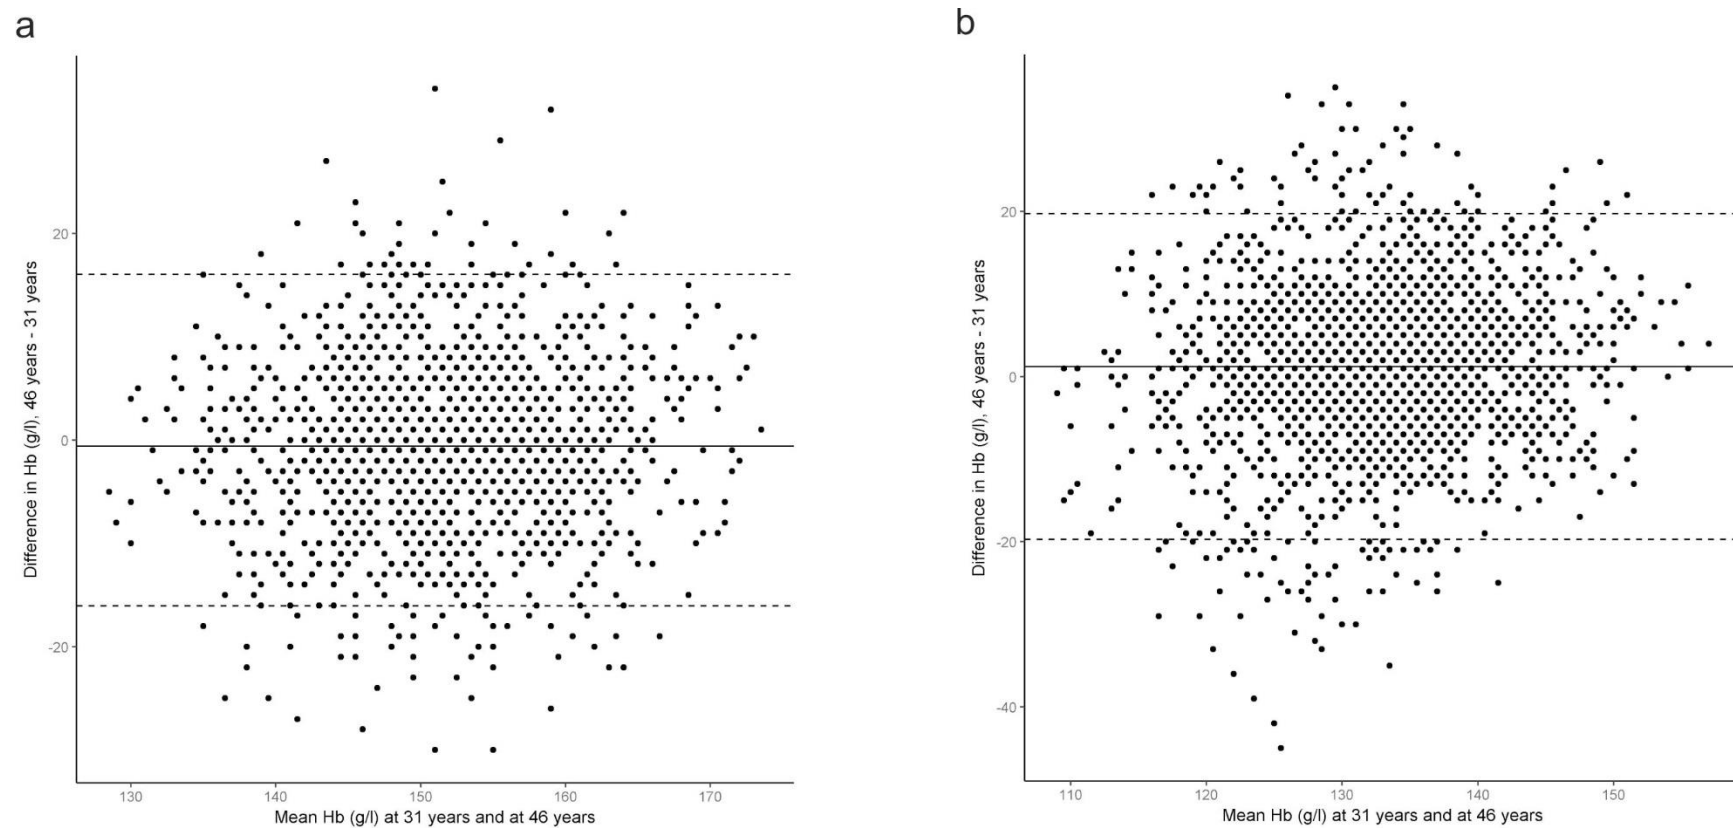 a
Difference in Hb (g/l), 46 years - 31 years
20
0
-20
130 140 150 160 170
Mean Hb (g/l) at 31 years and at 46 years
b
Difference in Hb (g/l), 46 years - 31 years
20
0
-20
-40
110 120 130 140 150
Mean Hb (g/l) at 31 years and at 46 years